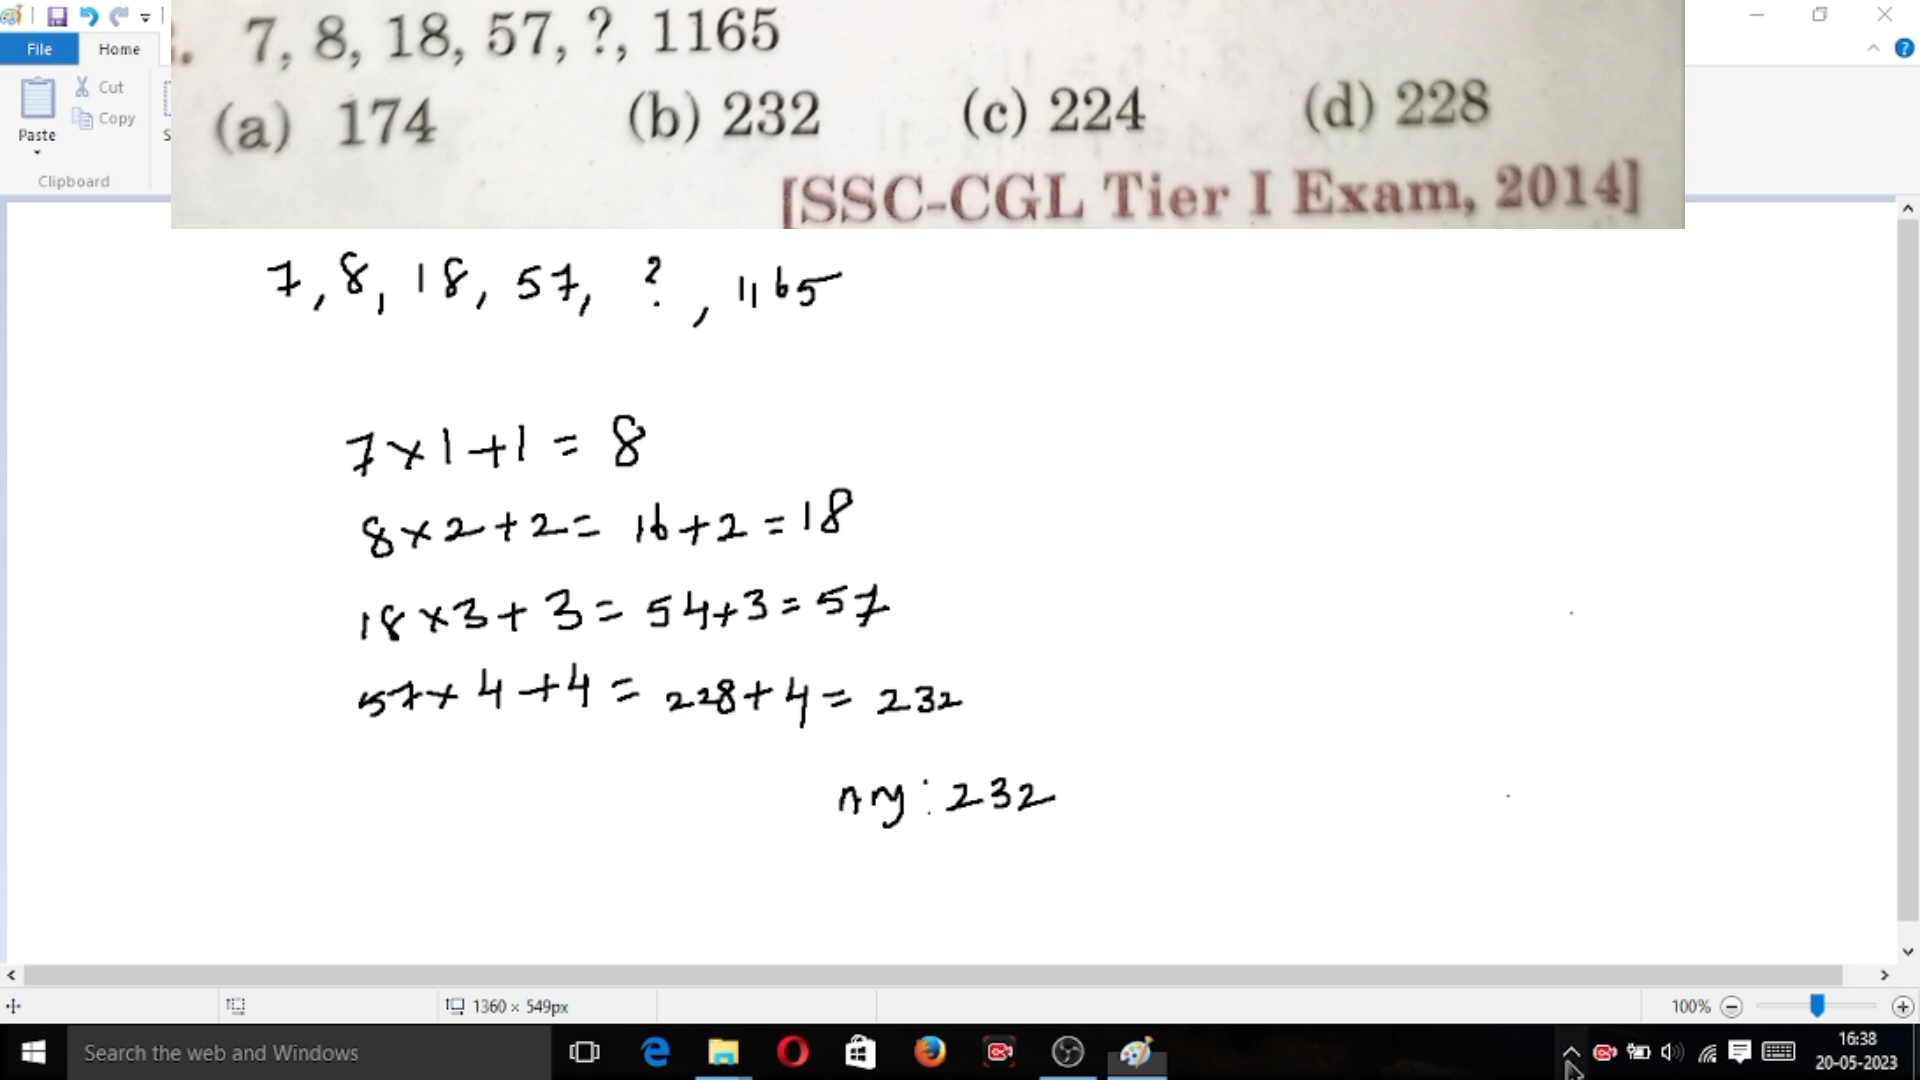 File Home
Paste
Cut
Copy
Clipboard
7, 8, 18, 57, ?, 1165
(a) 174 (b) 232 (c) 224 (d) 228
[SSC-CGL Tier I Exam, 2014]
7, 8, 18, 57, ?, 1165
7×1+1 = 8
8×2+2= 16+2=18
18×3+3= 54+3=57
57×4+4= 228+4= 232
: 232
1360 × 549px
100%
Search the web and Windows
16:38
20-05-2023